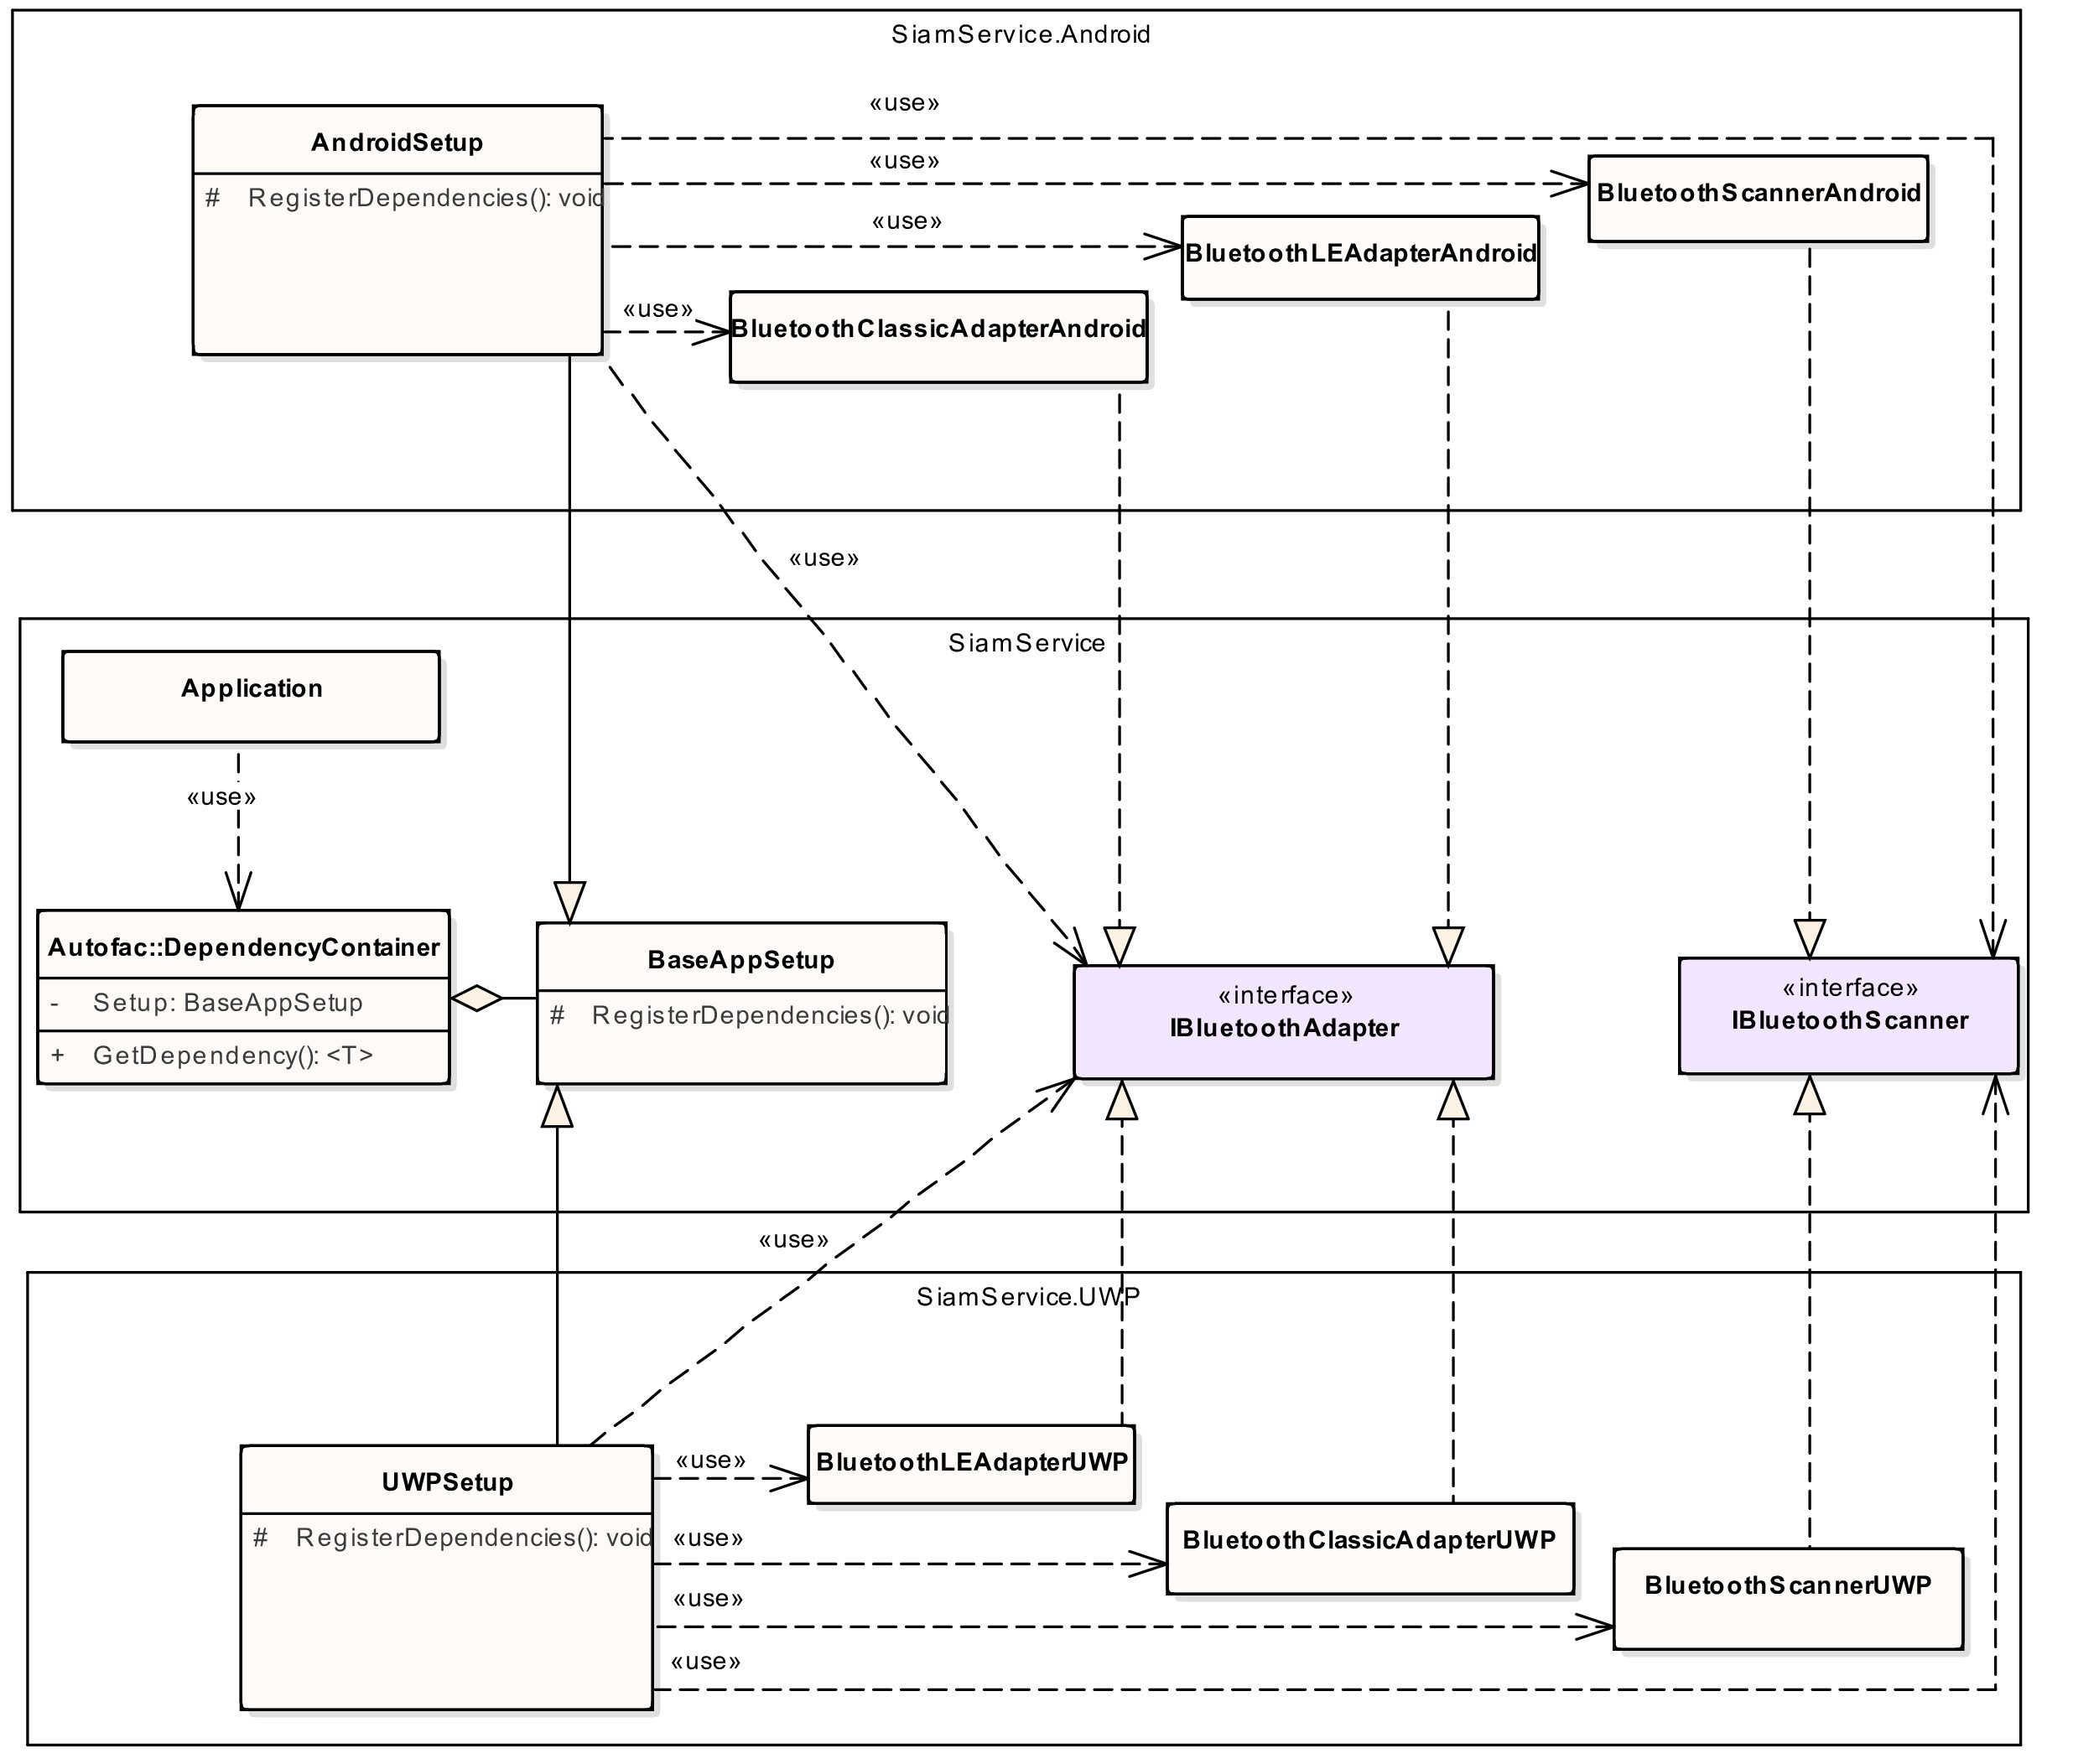 SiamService.Android
«use»
AndroidSetup
«use»
BluetoothScannerAndroid
# RegisterDependencies(): void
«use»
BluetoothLEAdapterAndroid
«use»
BluetoothClassicAdapterAndroid
«use»
SiamService
Application
«use»
Autofac::DependencyContainer
- Setup: BaseAppSetup
+ GetDependency(): <T>
BaseAppSetup
# RegisterDependencies(): void
«interface»
IBluetoothAdapter
«interface»
IBluetoothScanner
«use»
SiamService.UWP
UWPSetup
# RegisterDependencies(): void
«use»
BluetoothLEAdapterUWP
«use»
BluetoothClassicAdapterUWP
«use»
BluetoothScannerUWP
«use»